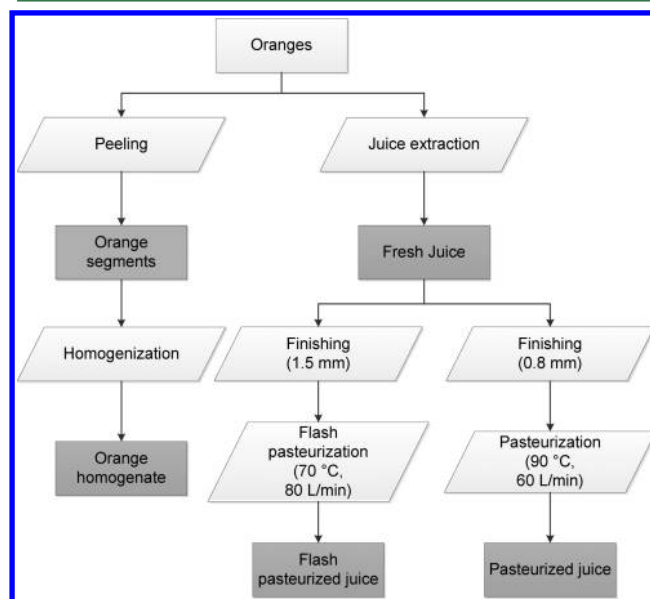 Oranges
Peeling
Juice extraction
Orange
segments
Fresh Juice
Homogenization
Finishing
(1.5 mm)
Finishing
(0.8 mm)
Orange
homogenate
Flash
pasteurization
(70 °C,
80 L/min)
Pasteurization
(90 °C,
60 L/min)
Flash
pasteurized juice
Pasteurized juice